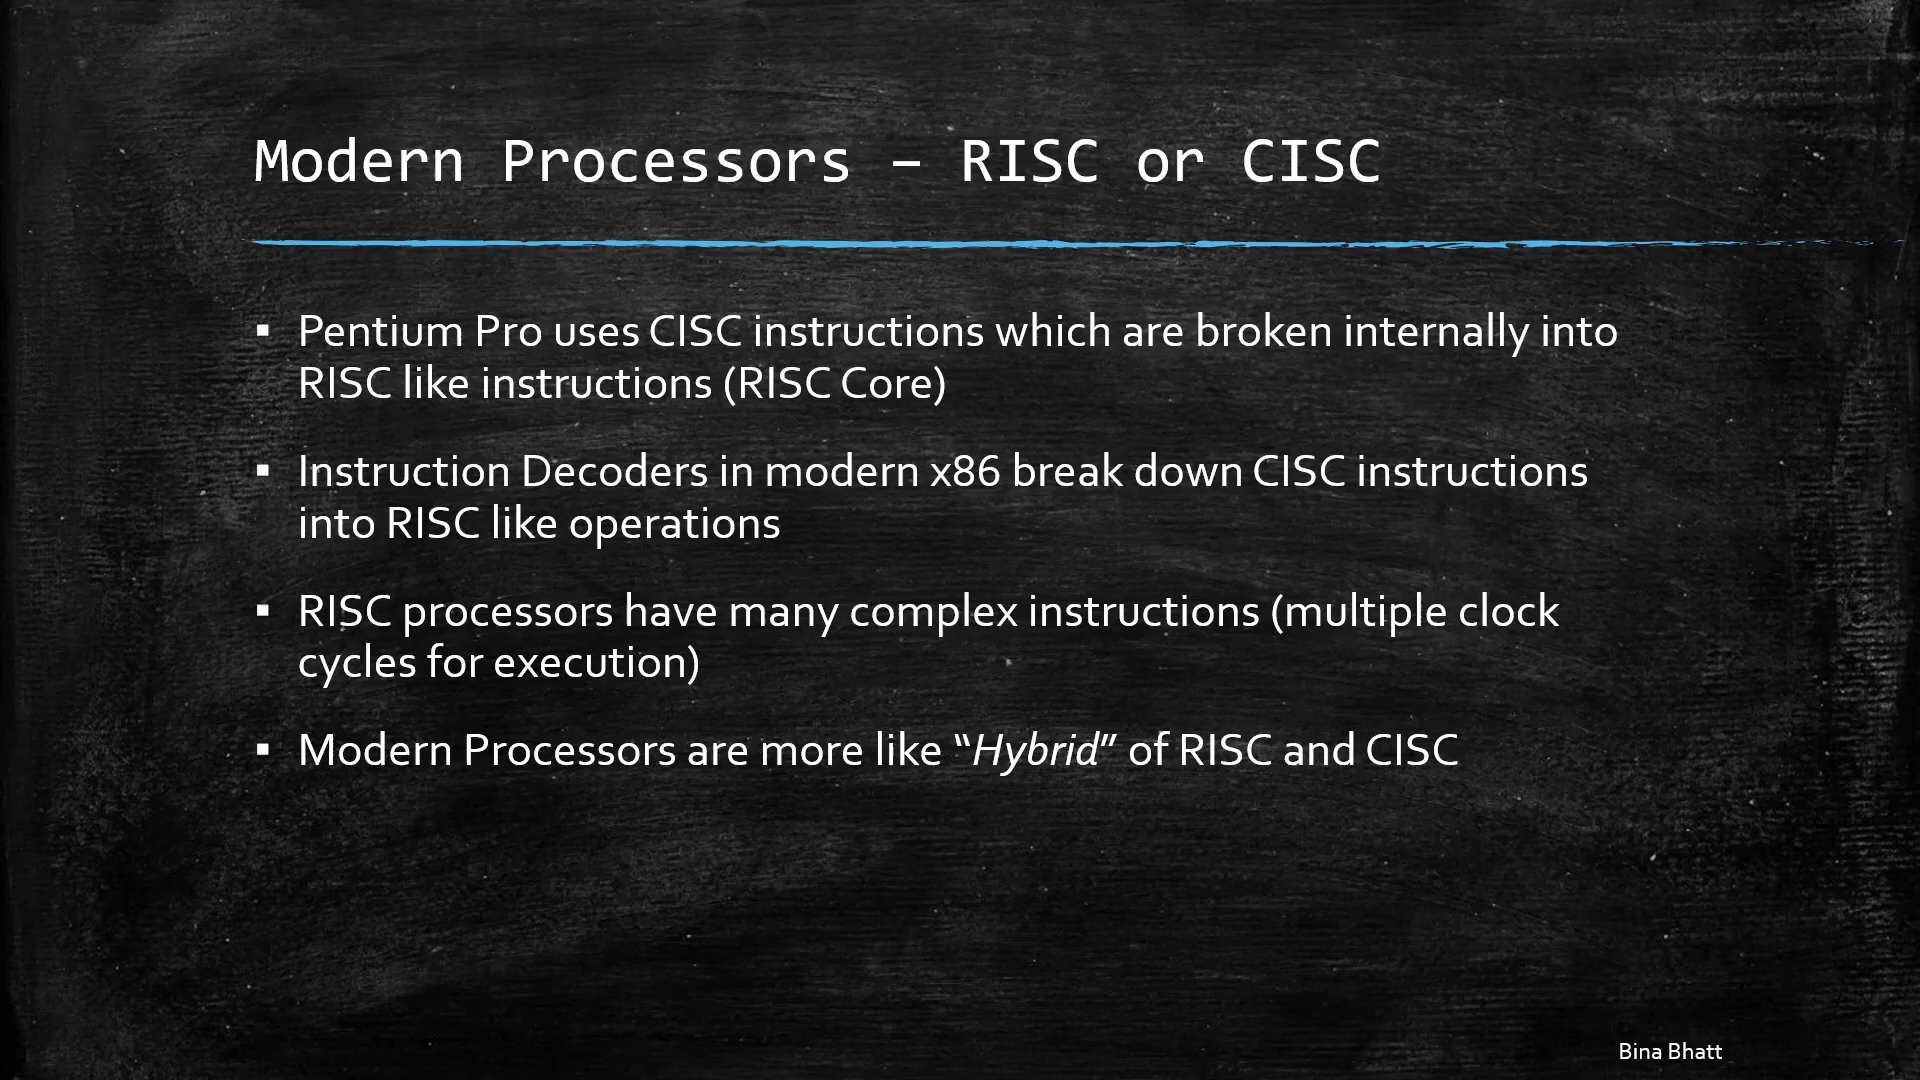 Modern Processors – RISC or CISC
▪ Pentium Pro uses CISC instructions which are broken internally into
RISC like instructions (RISC Core)
▪ Instruction Decoders in modern x86 break down CISC instructions
into RISC like operations
▪ RISC processors have many complex instructions (multiple clock
cycles for execution)
▪ Modern Processors are more like “Hybrid” of RISC and CISC
Bina Bhatt